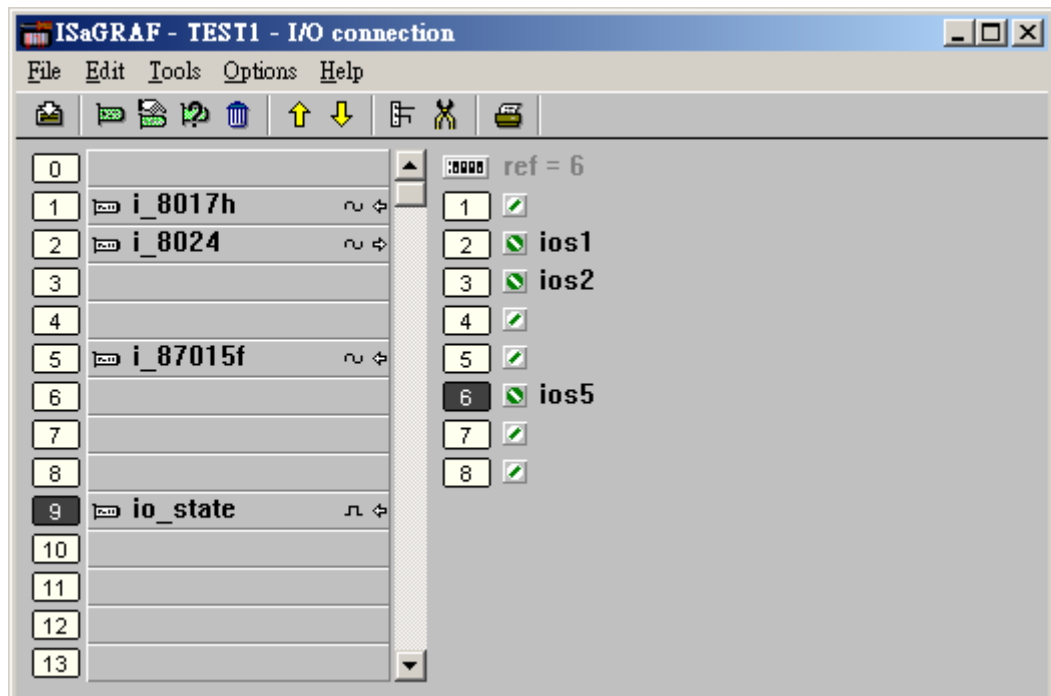 ISaGRAF - TEST1 - I/O connection
File Edit Tools Options Help
0
1 i_8017h
2 i_8024
3
4
5 i_87015f
6
7
8
9 io_state
10
11
12
13
ref = 6
1
2 ios1
3 ios2
4
5
6 ios5
7
8